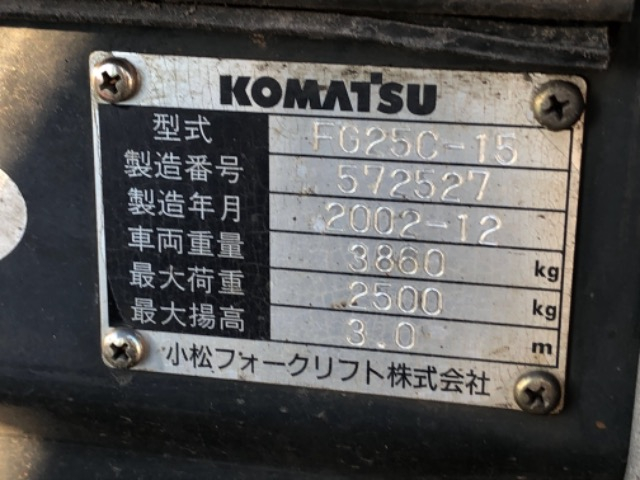 KOMATSU
型式 FG25C-15
製造番号 572527
製造年月 2002-12
車両重量 3860 kg
最大荷重 2500 kg
最大揚高 3.0 m
小松フォークリフト株式会社